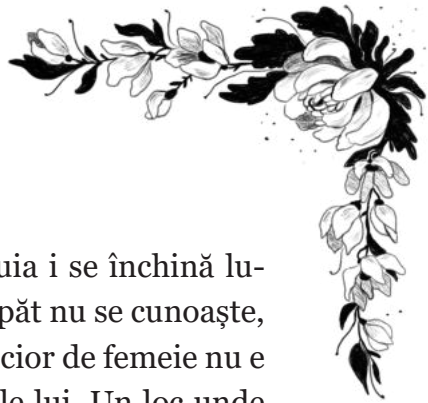 uia i se închină lu-
păt nu se cunoaște,
cior de femeie nu e
le lui. Un loc unde